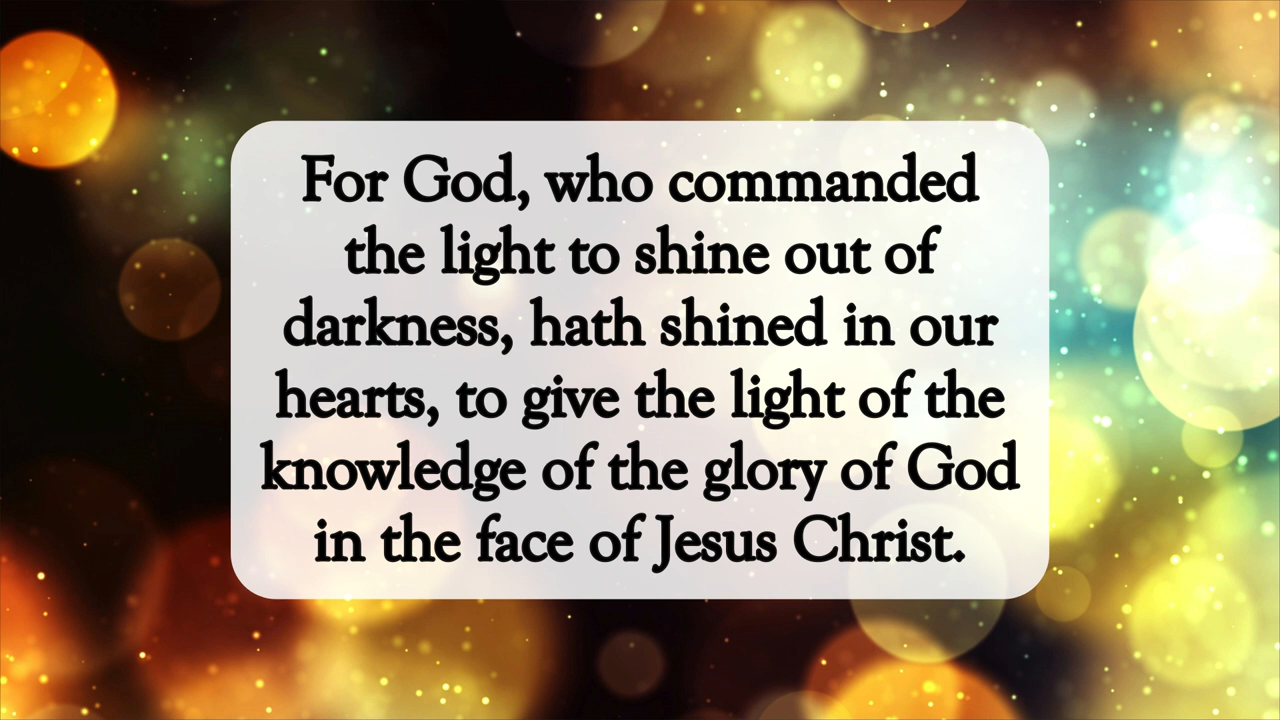 For God, who commanded
the light to shine out of
darkness, hath shined in our
hearts, to give the light of the
knowledge of the glory of God
in the face of Jesus Christ.